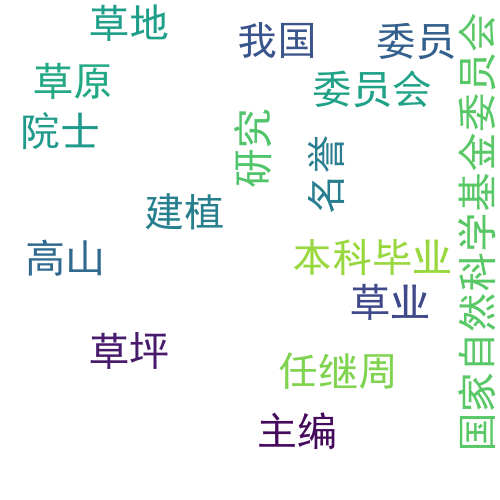 草地
我国
委员
国家自然科学基金委员会
草原
委员会
院士
研究
名誉
建植
高山
本科毕业
草业
草坪
任继周
主编